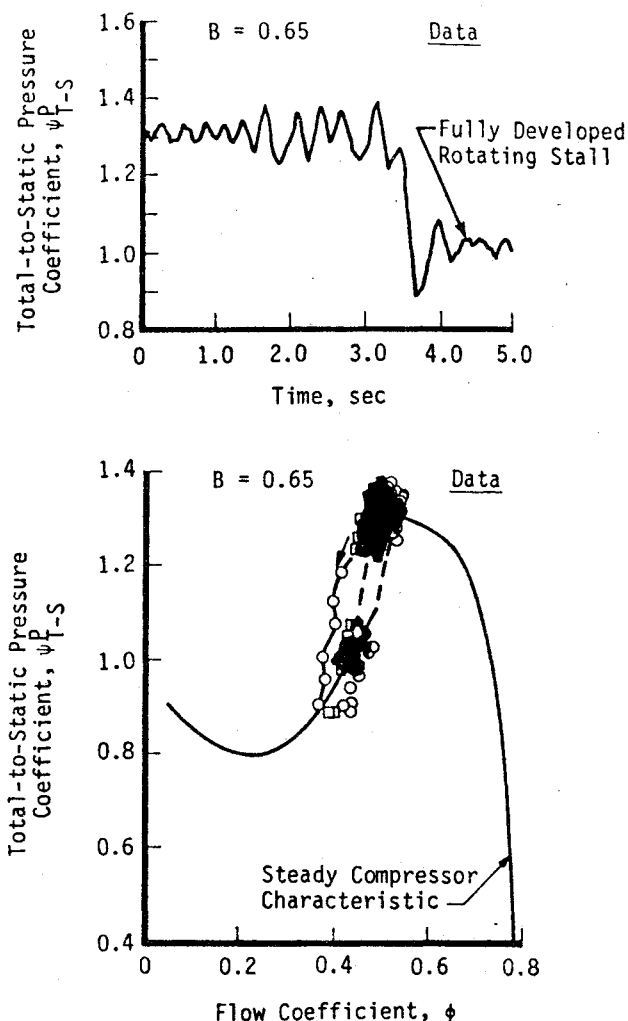 B = 0.65
Data
Total-to-Static Pressure
Coefficient, ψᴾT-S
1.6
1.4
1.2
1.0
0.8
Fully Developed
Rotating Stall
0
1.0
2.0
3.0
4.0
5.0
Time, sec
B = 0.65
Data
Total-to-Static Pressure
Coefficient, ψᴾT-S
1.4
1.2
1.0
0.8
0.6
0.4
Steady Compressor
Characteristic
0
0.2
0.4
0.6
0.8
Flow Coefficient, ϕ